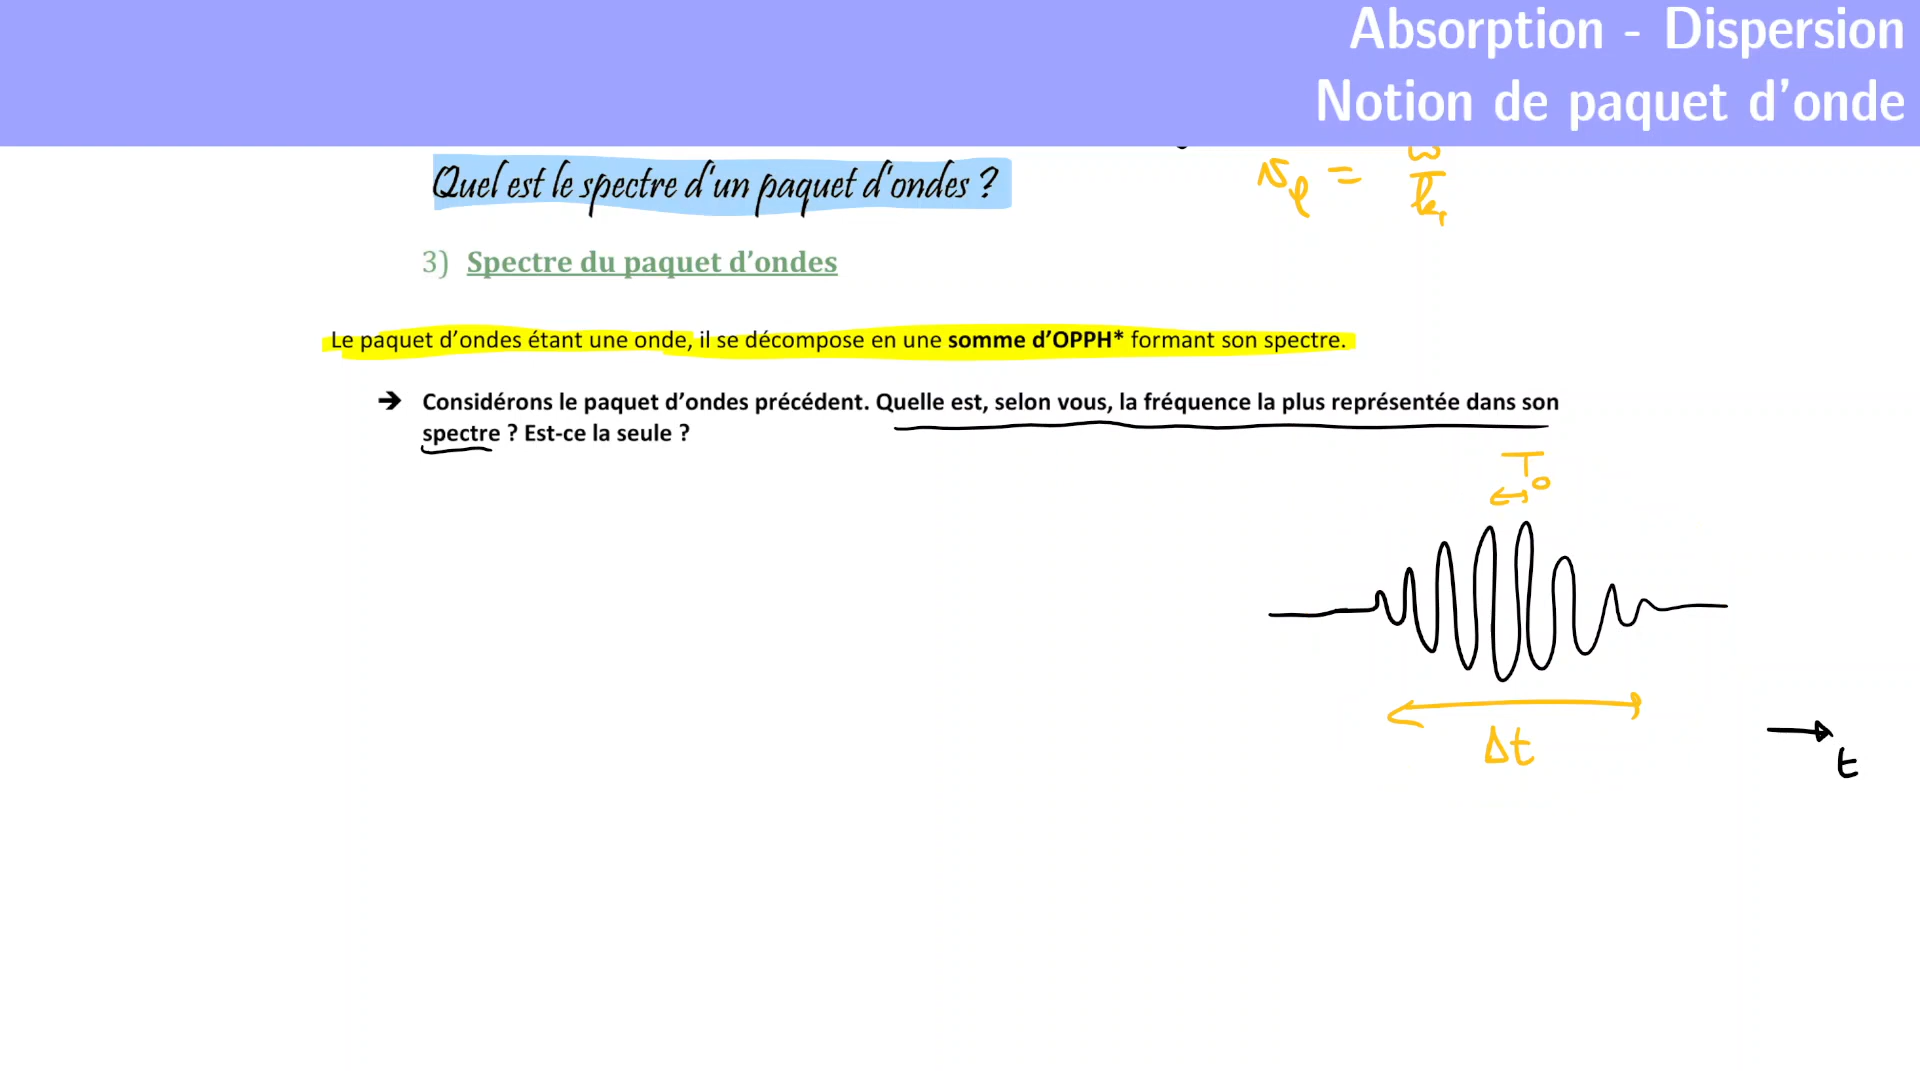 Absorption - Dispersion
Notion de paquet d'onde
Quel est le spectre d'un paquet d'ondes ?
v_φ = ω / k₁
3) Spectre du paquet d'ondes
Le paquet d'ondes étant une onde, il se décompose en une somme d'OPPH* formant son spectre.
➔ Considérons le paquet d'ondes précédent. Quelle est, selon vous, la fréquence la plus représentée dans son
spectre ? Est-ce la seule ?
T₀
Δt
t